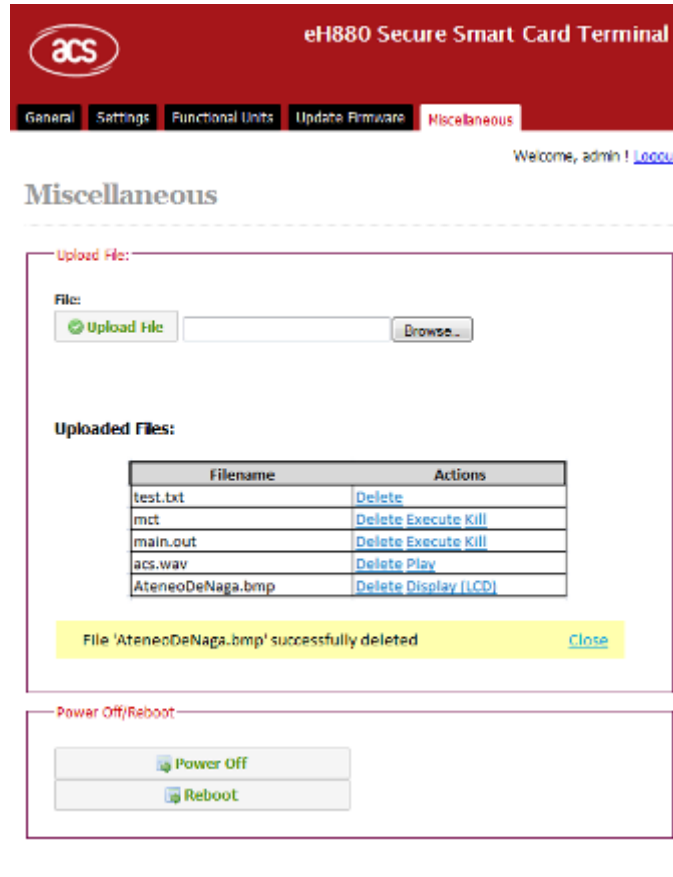 acs
eH880 Secure Smart Card Terminal
General Settings Functional Units Update Firmware Miscellaneous
Welcome, admin ! Logou
Miscellaneous
Upload File:
File:
Upload File Browse...
Uploaded Files:
Filename Actions
test.txt Delete
mct Delete Execute Kill
main.out Delete Execute Kill
acs.wav Delete Play
AteneoDeNaga.bmp Delete Display (LCD)
File 'AteneoDeNaga.bmp' successfully deleted Close
Power Off/Reboot
Power Off
Reboot